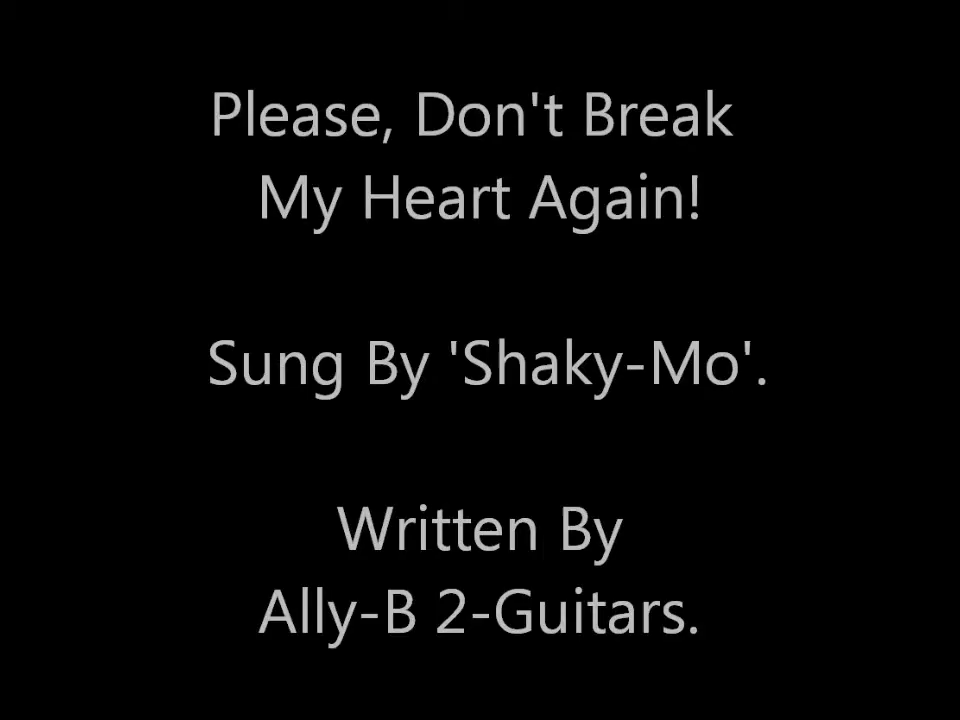 Please, Don't Break
My Heart Again!
Sung By 'Shaky-Mo'.
Written By
Ally-B 2-Guitars.